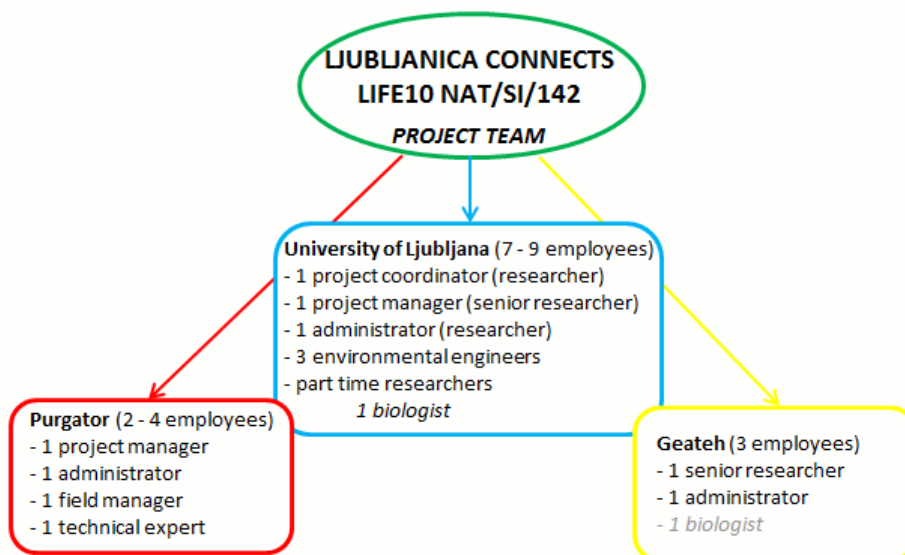 LJUBLJANICA CONNECTS
LIFE10 NAT/SI/142
PROJECT TEAM
University of Ljubljana (7 - 9 employees)
- 1 project coordinator (researcher)
- 1 project manager (senior researcher)
- 1 administrator (researcher)
- 3 environmental engineers
- part time researchers
1 biologist
Purgator (2 - 4 employees)
- 1 project manager
- 1 administrator
- 1 field manager
- 1 technical expert
Geateh (3 employees)
- 1 senior researcher
- 1 administrator
- 1 biologist